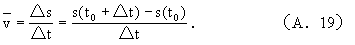 v̄ = △s/△t = s(t₀ + △t) − s(t₀)/△t . (A. 19)